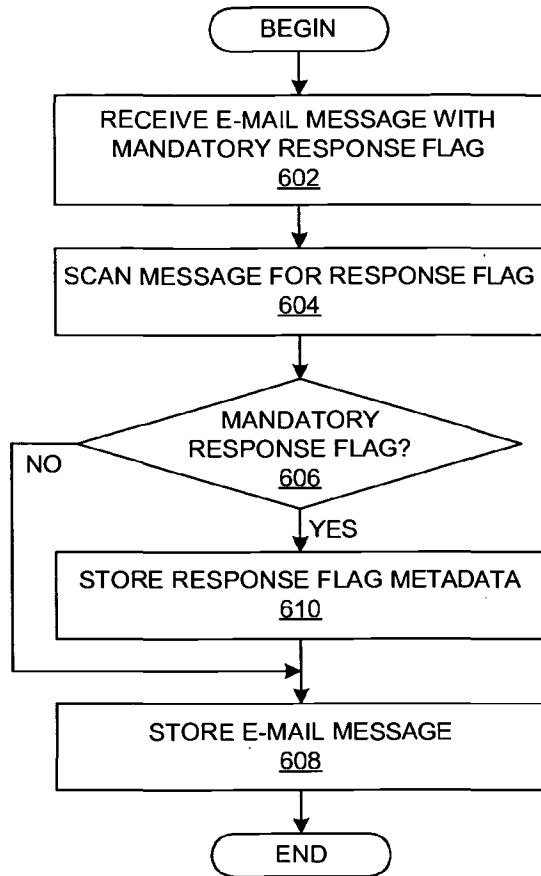 BEGIN
RECEIVE E-MAIL MESSAGE WITH
MANDATORY RESPONSE FLAG
602
SCAN MESSAGE FOR RESPONSE FLAG
604
MANDATORY
RESPONSE FLAG?
606
NO
YES
STORE RESPONSE FLAG METADATA
610
STORE E-MAIL MESSAGE
608
END